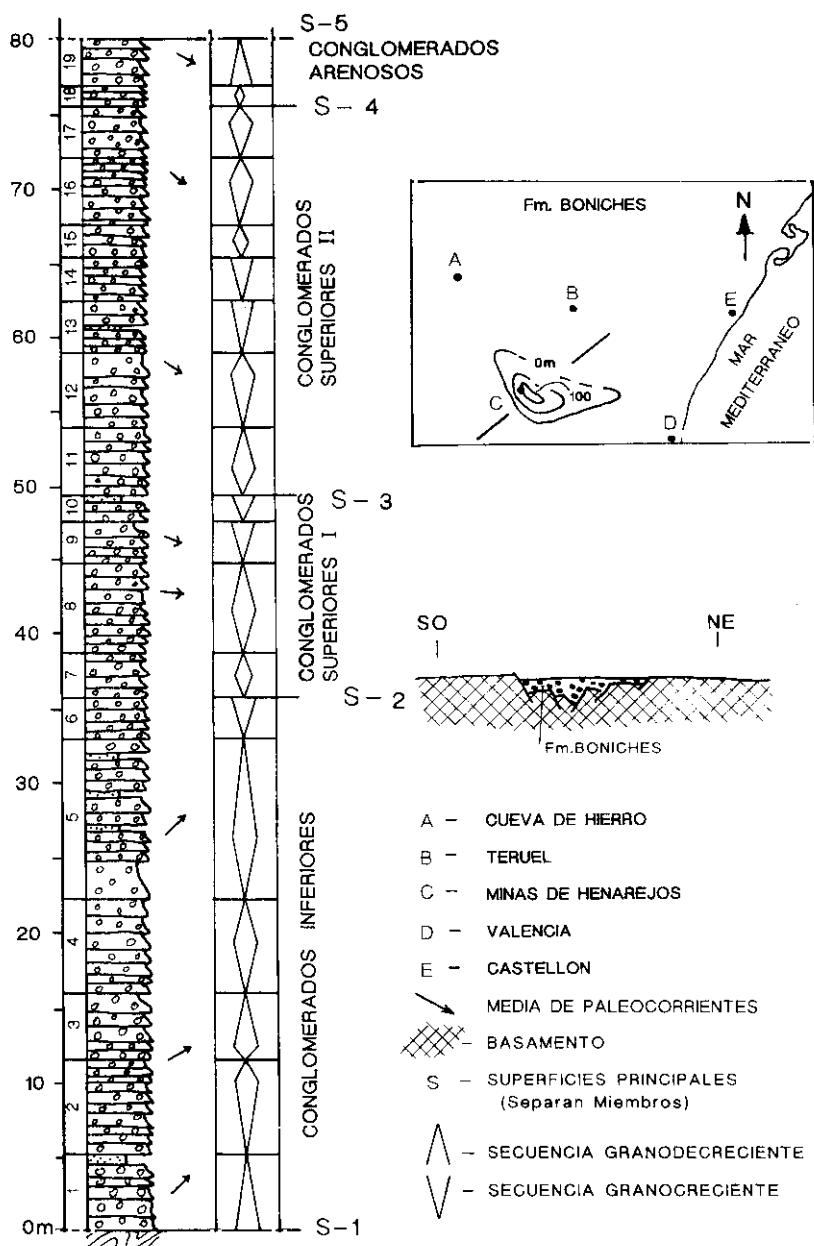 S-5
80
CONGLOMERADOS
ARENOSOS
19
18
S-4
17
70
16
15
14
CONGLOMERADOS
SUPERIORES II
13
60
12
11
50
10
S-3
9
CONGLOMERADOS
SUPERIORES I
8
40
7
S-2
6
30
5
CONGLOMERADOS INFERIORES
20
4
3
10
2
1
0m
S-1
Fm. BONICHES
N
A
B
E
0m
100
C
D
MAR
MEDITERRANEO
SO
NE
Fm.BONICHES
A - CUEVA DE HIERRO
B - TERUEL
C - MINAS DE HENAREJOS
D - VALENCIA
E - CASTELLON
MEDIA DE PALEOCORRIENTES
- BASAMENTO
S - SUPERFICIES PRINCIPALES
(Separan Miembros)
- SECUENCIA GRANODECRECIENTE
- SECUENCIA GRANOCRECIENTE